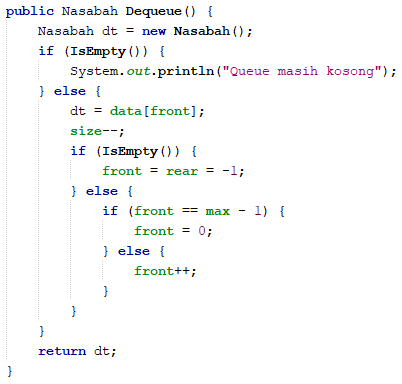 public Nasabah Dequeue() {
    Nasabah dt = new Nasabah();
    if (IsEmpty()) {
        System.out.println("Queue masih kosong");
    } else {
        dt = data[front];
        size--;
        if (IsEmpty()) {
            front = rear = -1;
        } else {
            if (front == max - 1) {
                front = 0;
            } else {
                front++;
            }
        }
    }
    return dt;
}